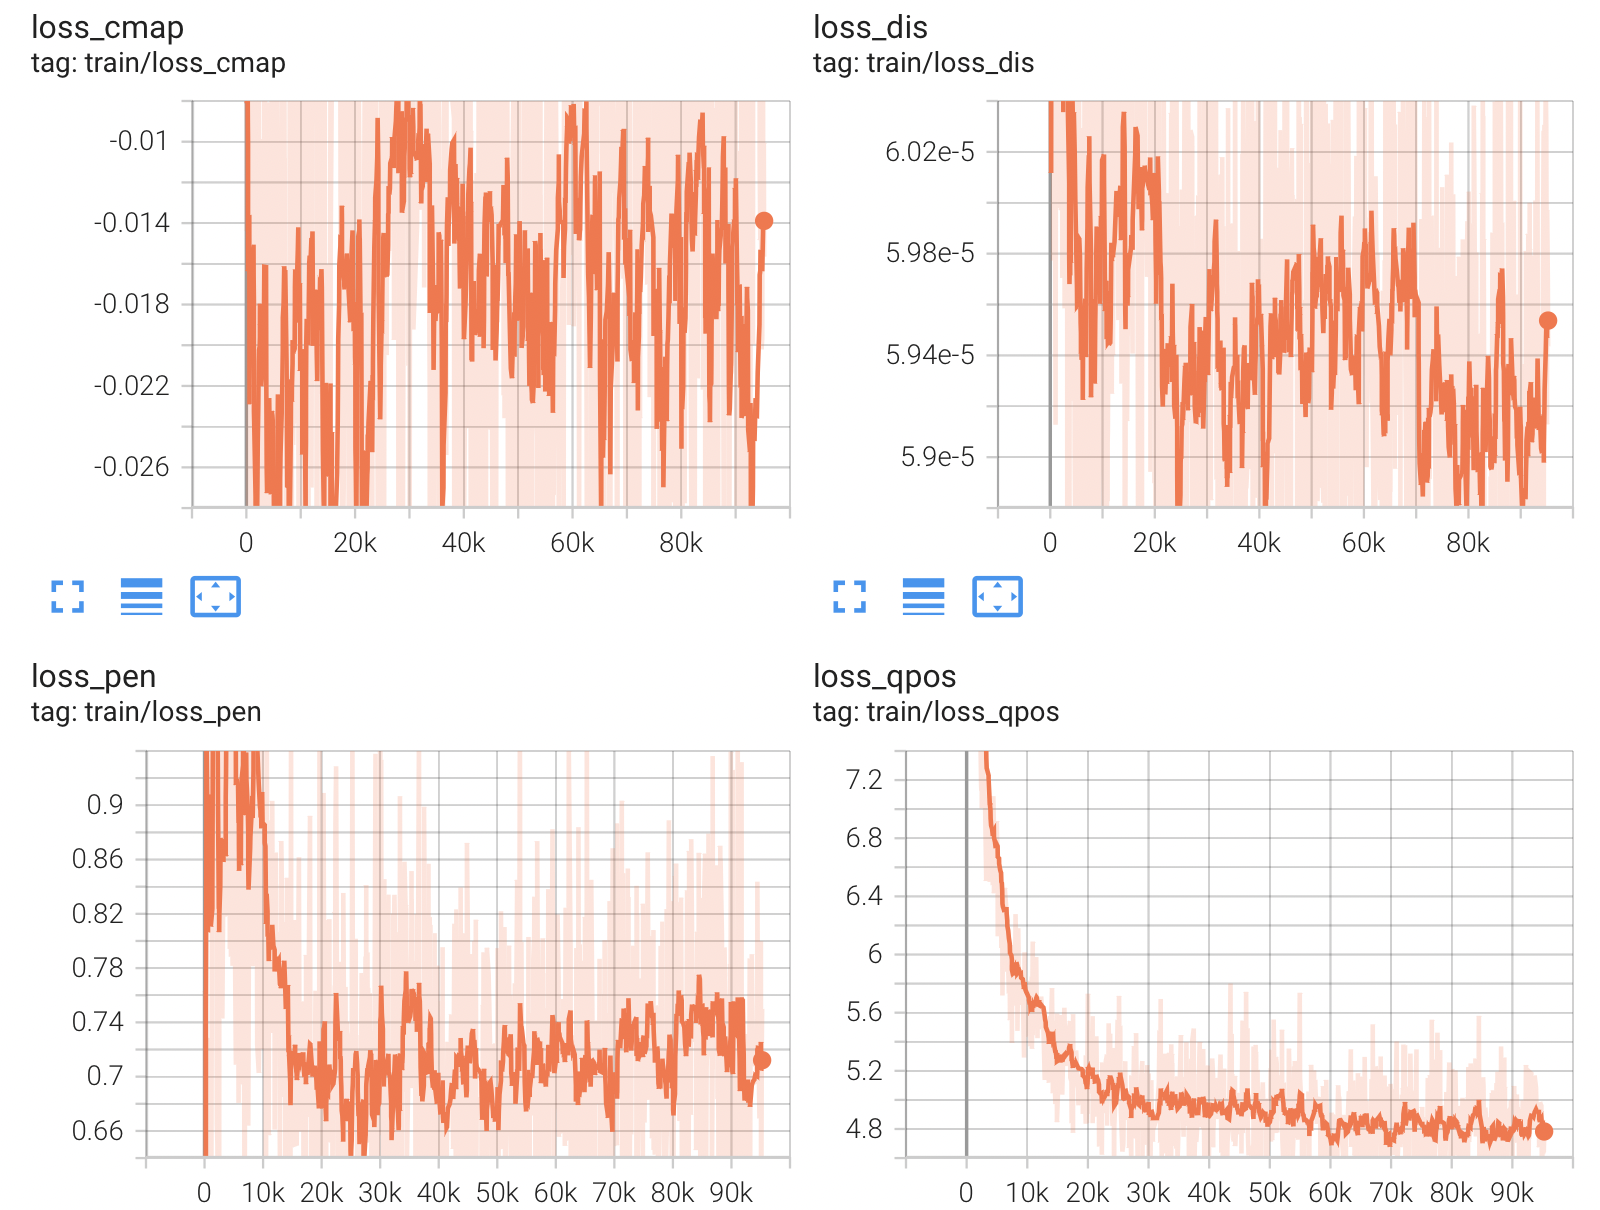 loss_cmap
tag: train/loss_cmap
-0.01
-0.014
-0.018
-0.022
-0.026
0 20k 40k 60k 80k
loss_dis
tag: train/loss_dis
6.02e-5
5.98e-5
5.94e-5
5.9e-5
0 20k 40k 60k 80k
loss_pen
tag: train/loss_pen
0.9
0.86
0.82
0.78
0.74
0.7
0.66
0 10k 20k 30k 40k 50k 60k 70k 80k 90k
loss_qpos
tag: train/loss_qpos
7.2
6.8
6.4
6
5.6
5.2
4.8
0 10k 20k 30k 40k 50k 60k 70k 80k 90k